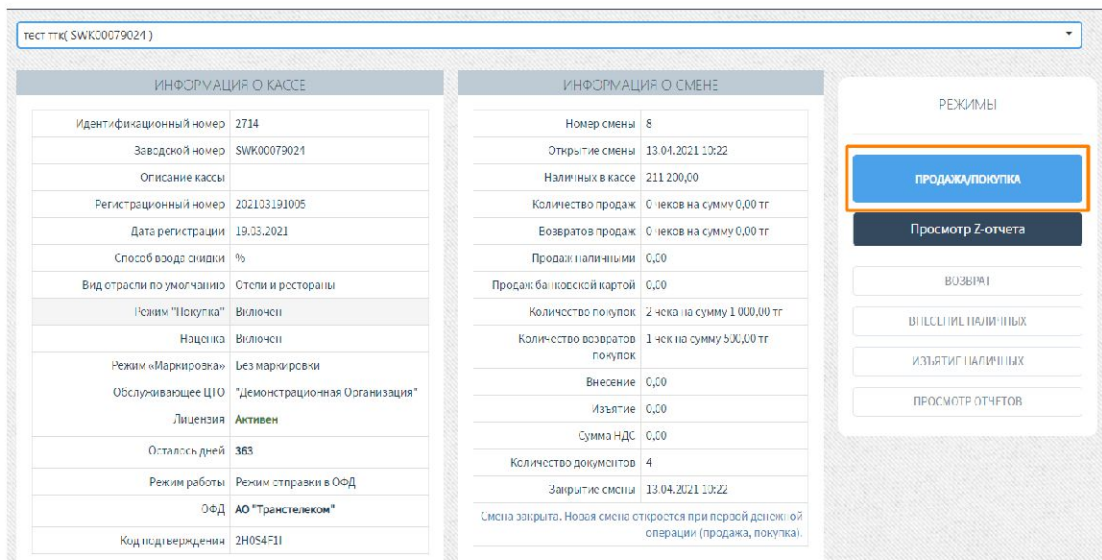 тест ттк( SWK00079024 )
ИНФОРМАЦИЯ О КАССЕ
Идентификационный номер 2714
Заводской номер SWK00079024
Описание кассы
Регистрационный номер 202103191005
Дата регистрации 19.03.2021
Способ ввода скидки %
Вид отрасли по умолчанию Отели и рестораны
Режим "Покупка" Включен
Наценка Включен
Режим «Маркировка» Без маркировки
Обслуживающее ЦТО "Демонстрационная Организация"
Лицензия Активен
Осталось дней 363
Режим работы Режим отправки в ОФД
ОФД АО "Транстелеком"
Код подтверждения
ИНФОРМАЦИЯ О СМЕНЕ
Номер смены 8
Открытие смены 13.04.2021 10:22
Наличных в кассе 211 200,00
Количество продаж 0 чеков на сумму 0,00 тг
Возвратов продаж 0 чеков на сумму 0,00 тг
Продаж наличными 0,00
Продаж банковской картой 0,00
Количество покупок 2 чека на сумму 1 000,00 тг
Количество возвратов 1 чек на сумму 500,00 тг
покупок
Внесение 0,00
Изъятие 0,00
Сумма НДС 0,00
Количество документов 4
Закрытие смены 13.04.2021 10:22
Смена закрыта. Новая смена откроется при первой денежной
операции (продажа, покупка).
РЕЖИМЫ
ПРОДАЖА/ПОКУПКА
Просмотр Z-отчета
ВОЗВРАТ
ВНЕСЕНИЕ НАЛИЧНЫХ
ИЗЪЯТИЕ НАЛИЧНЫХ
ПРОСМОТР ОТЧЕТОВ